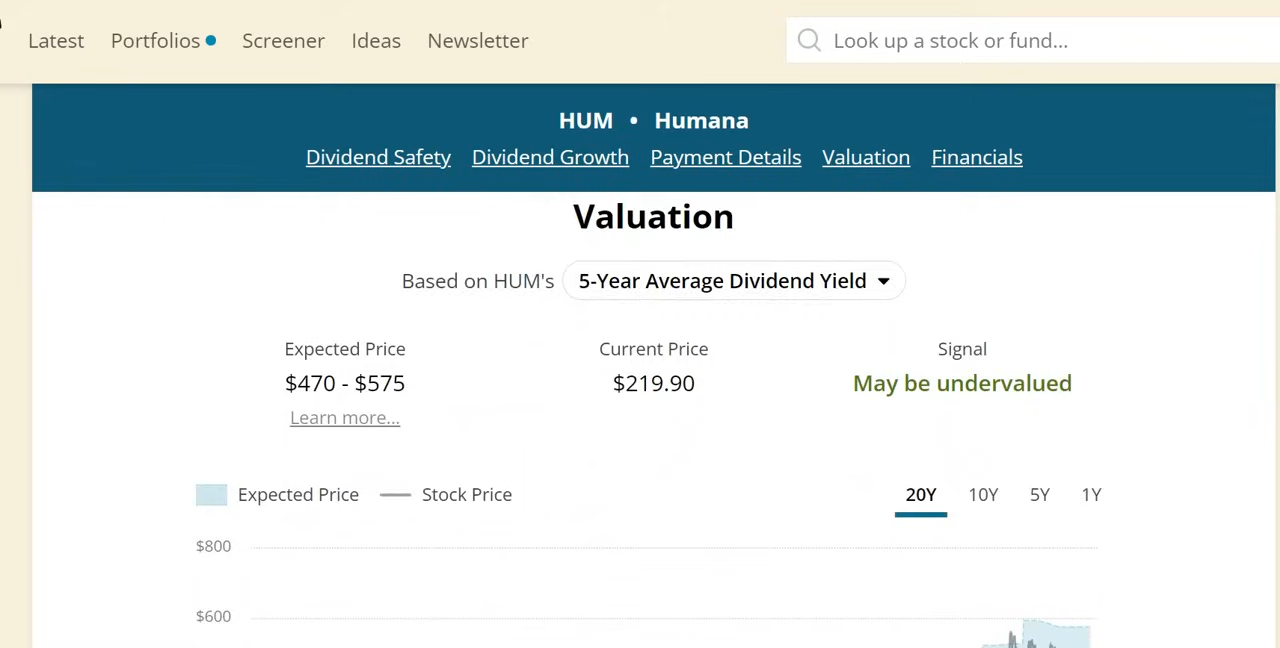 Latest Portfolios Screener Ideas Newsletter Look up a stock or fund...
HUM • Humana
Dividend Safety Dividend Growth Payment Details Valuation Financials
Valuation
Based on HUM's 5-Year Average Dividend Yield
Expected Price Current Price Signal
$470 - $575 $219.90 May be undervalued
Learn more...
Expected Price Stock Price 20Y 10Y 5Y 1Y
$800
$600